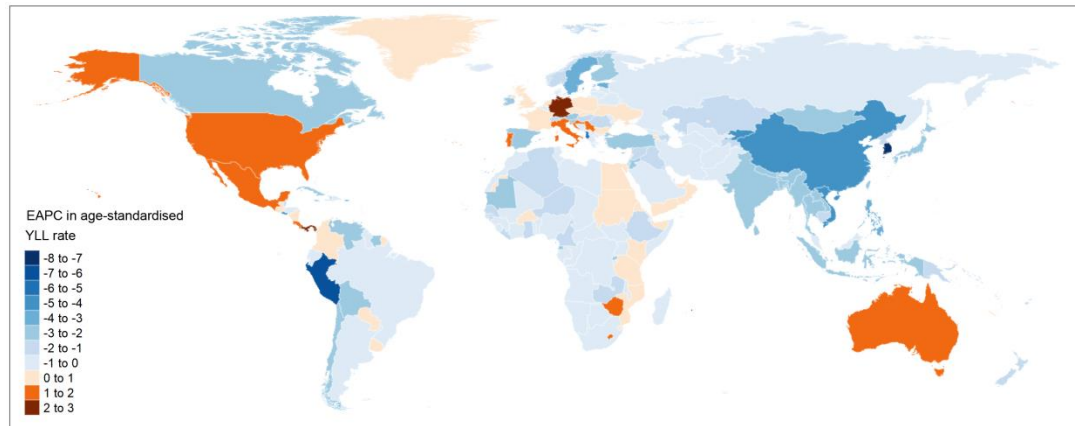 EAPC in age-standardised
YLL rate
-8 to -7
-7 to -6
-6 to -5
-5 to -4
-4 to -3
-3 to -2
-2 to -1
-1 to 0
0 to 1
1 to 2
2 to 3